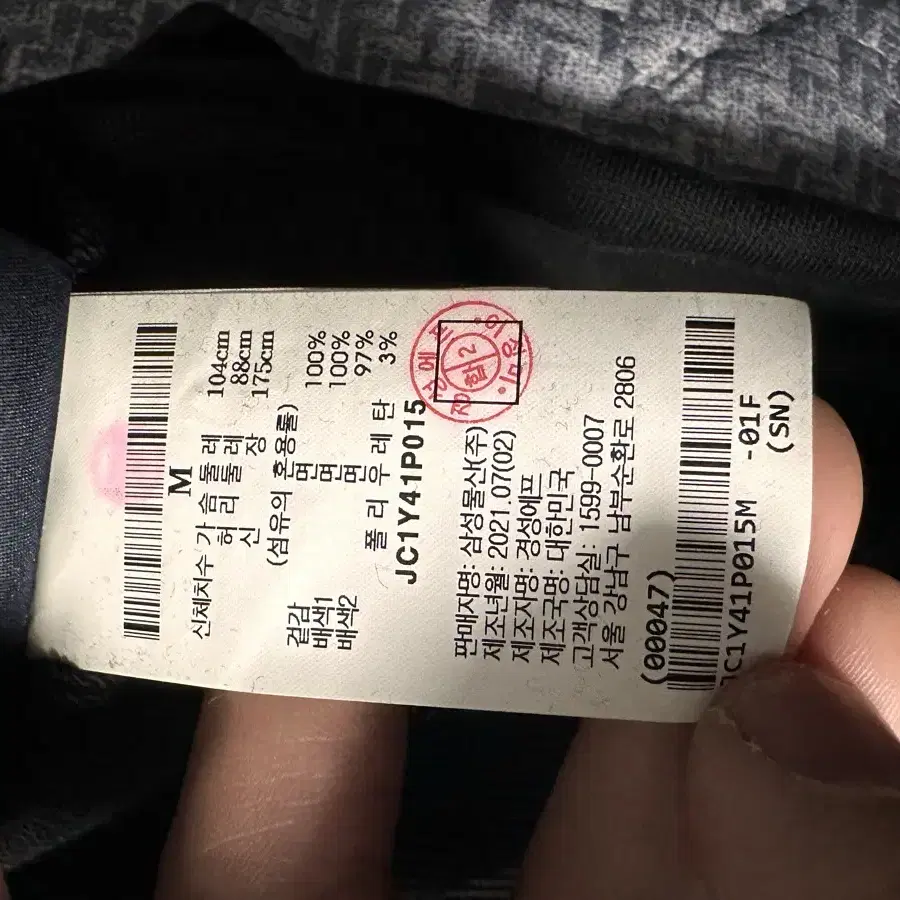 M
신체치수 가슴둘레 104cm
허리둘레 88cm
신장 175cm
(섬유의 혼용률)
겉감 면 100%
배색1 면 100%
배색2 면 97%
폴리우레탄 3%
JC1Y41P015
판매자명: 삼성물산(주)
제조년월: 2021.07(02)
제조자명: 경성에프
제조국명: 대한민국
고객상담실: 1599-0007
서울 강남구 남부순환로 2806
(00047)
JC1Y41P015M
-01F
(SN)